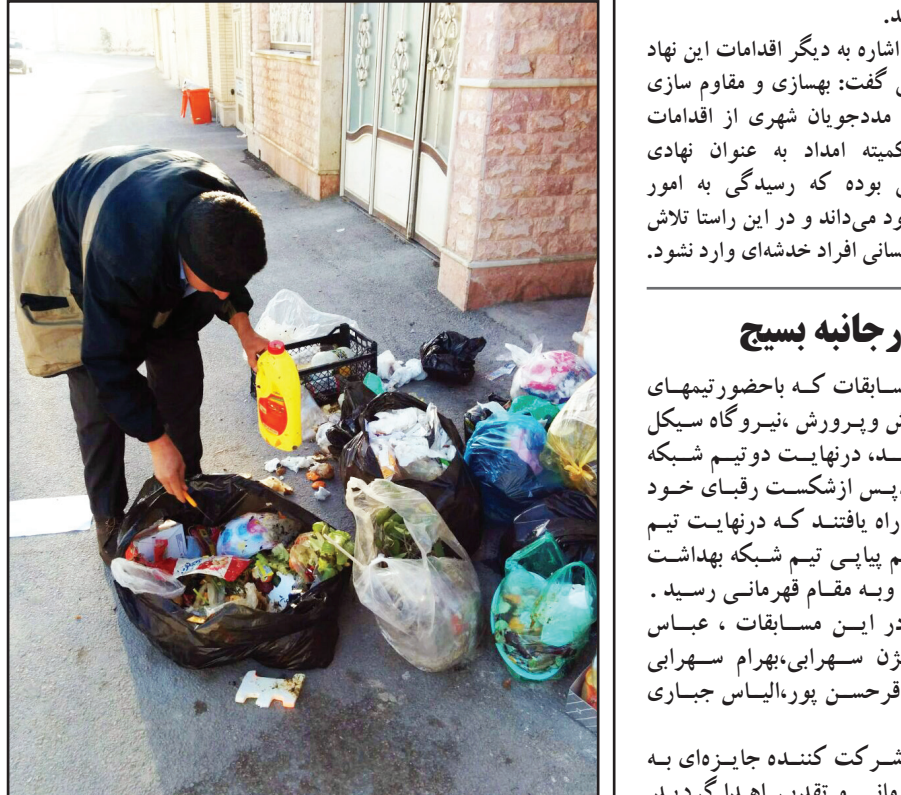 د.
اشاره به دیگر اقدامات این نهاد
گفت: بهسازی و مقاوم سازی
مددجویان شهری از اقدامات
کمیته امداد به عنوان نهادی
بوده که رسیدگی به امور
ود می‌داند و در این راستا تلاش
سانی افراد خدشه‌ای وارد نشود.
رجانبه بسیج
سابقات که باحضورتیمهای
ش وپرورش ،نیروگاه سیکل
د، درنهایت دوتیم شبکه
پس ازشکست رقبای خود
راه یافتند که درنهایت تیم
م پیاپی تیم شبکه بهداشت
وبه مقام قهرمانی رسید .
در این مسابقات ، عباس
ژن سهرابی،بهرام سهرابی
قرحسن پور،الیاس جباری
شرکت کننده جایزه‌ای به